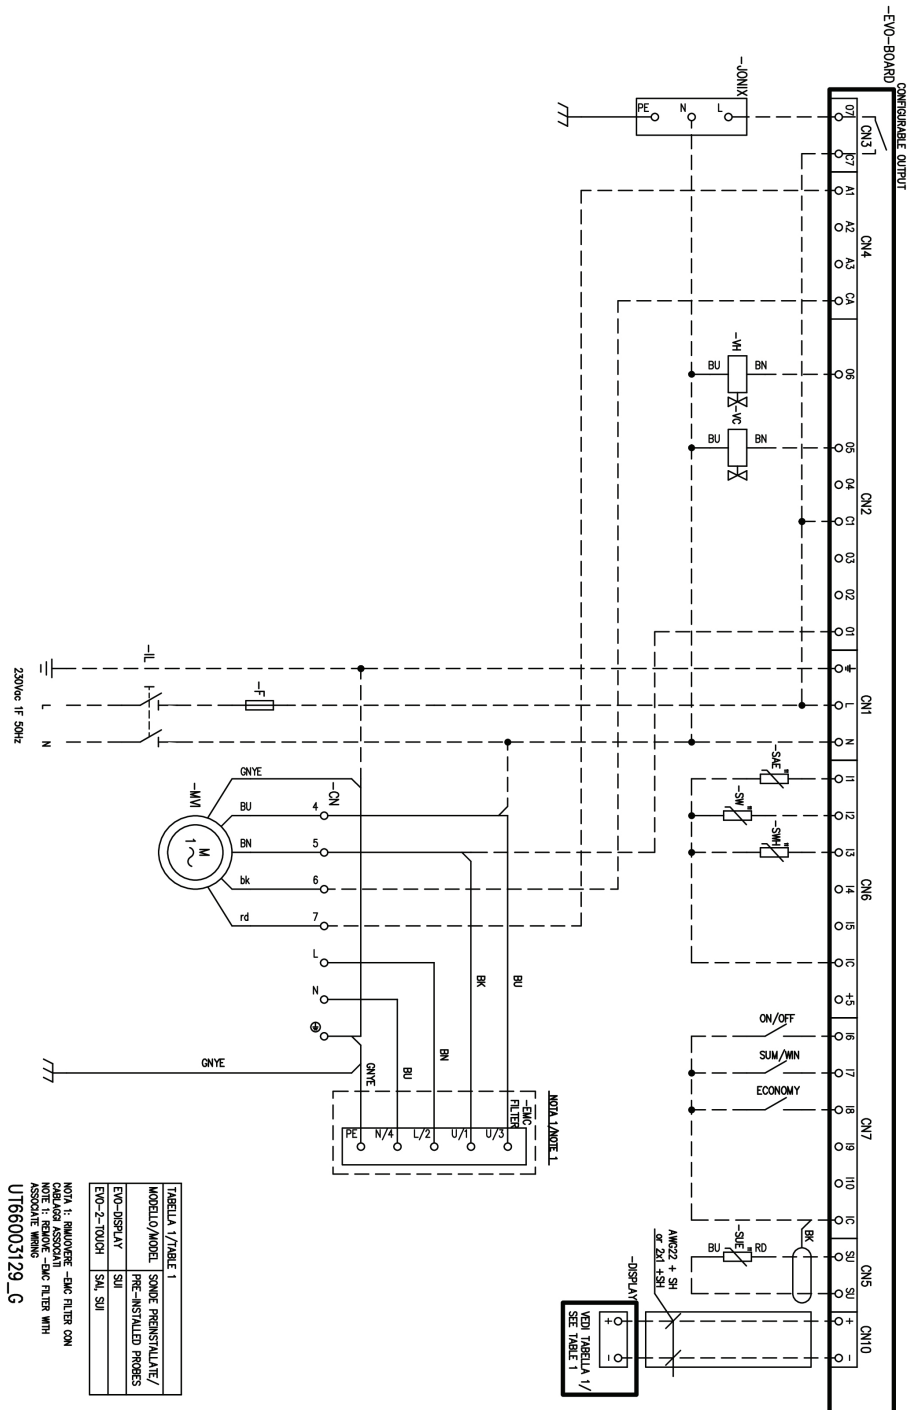 -EVO-BOARD
CONFIGURABLE OUTPUT
CN3
CN4
CN2
CN1
CN6
CN7
CN5
CN10
O7
C7
A1
A2
A3
CA
O6
O5
O4
C1
O3
O2
O1
L
N
I1
I2
I3
I4
I5
IC
+5
I6
I7
I8
I9
I10
IC
SU
SU
+
-
-JONIX
PE
N
L
-VH
BU
BN
-VC
BU
BN
-SAE
-SW
-SWH
ON/OFF
SUM/WIN
ECONOMY
BK
-SUE
BU
RD
AWG22 + SH
or 2x1 +SH
-DISPLAY
+
-
VEDI TABELLA 1/
SEE TABLE 1
-IL
-F
L
N
230Vac 1F 50Hz
-MVI
M
1
GNYE
BU
BN
bk
rd
-CN
4
5
6
7
L
N
GNYE
BU
BK
BN
BU
GNYE
NOTA 1/NOTE 1
-EMC
FILTER
PE
N/4
L/2
U/1
U/3
TABELLA 1/TABLE 1
MODELLO/MODEL
SONDE PREINSTALLATE/
PRE-INSTALLED PROBES
EVO-DISPLAY
SUI
EVO-2-TOUCH
SAI, SUI
NOTA 1: RIMUOVERE -EMC FILTER CON
CABLAGGI ASSOCIATI
NOTE 1: REMOVE -EMC FILTER WITH
ASSOCIATE WIRING
UT66003129_G